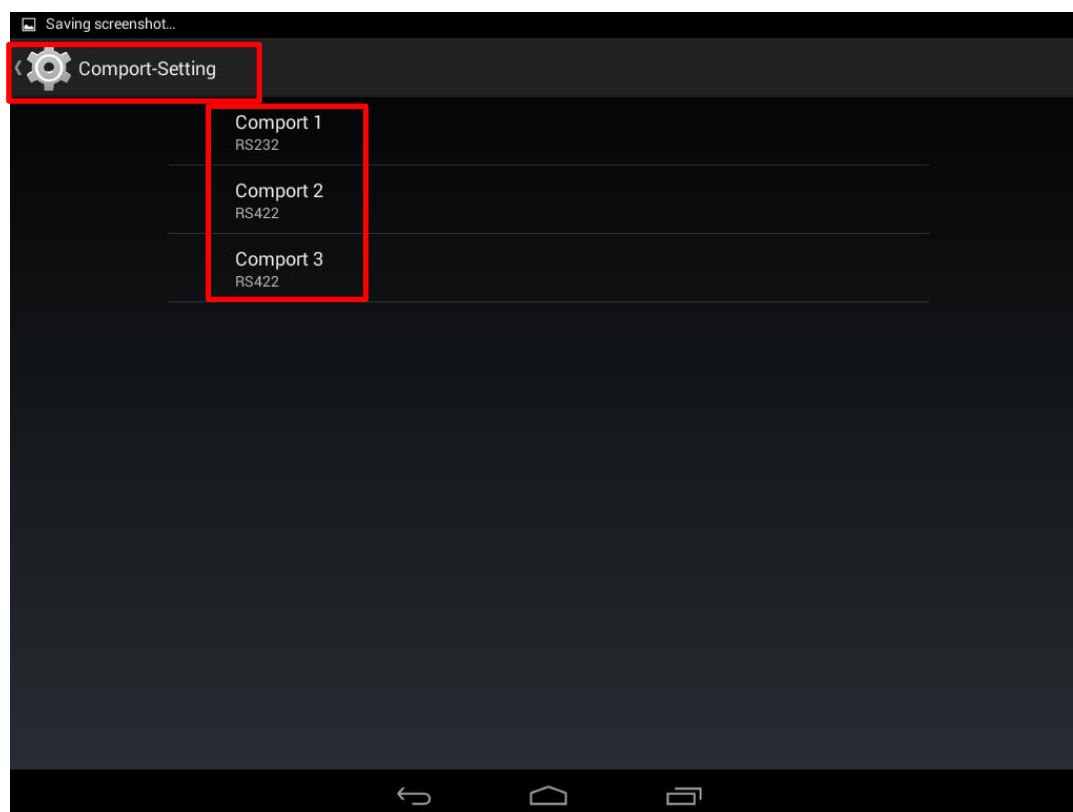 Saving screenshot...
Comport-Setting
Comport 1
RS232
Comport 2
RS422
Comport 3
RS422